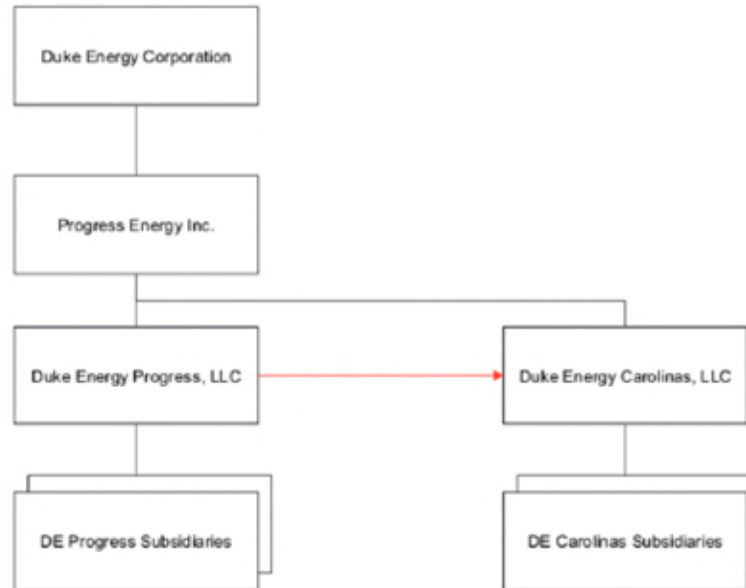 Duke Energy Corporation
Progress Energy Inc.
Duke Energy Progress, LLC
Duke Energy Carolinas, LLC
DE Progress Subsidiaries
DE Carolinas Subsidiaries